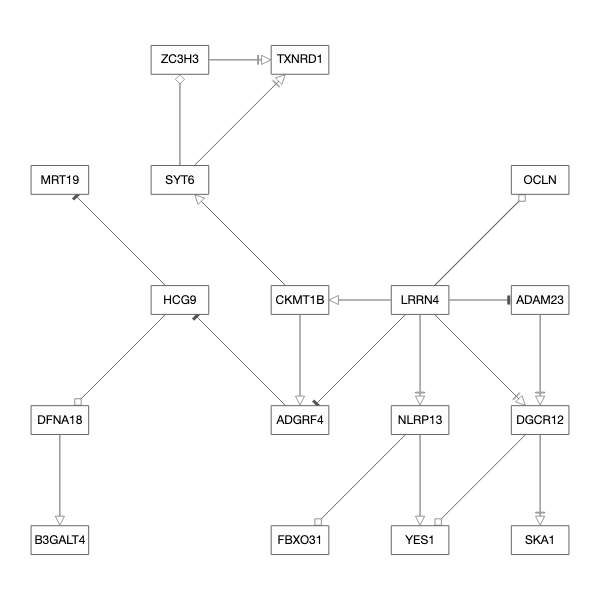 ZC3H3
TXNRD1
MRT19
SYT6
OCLN
HCG9
CKMT1B
LRRN4
ADAM23
DFNA18
ADGRF4
NLRP13
DGCR12
B3GALT4
FBXO31
YES1
SKA1